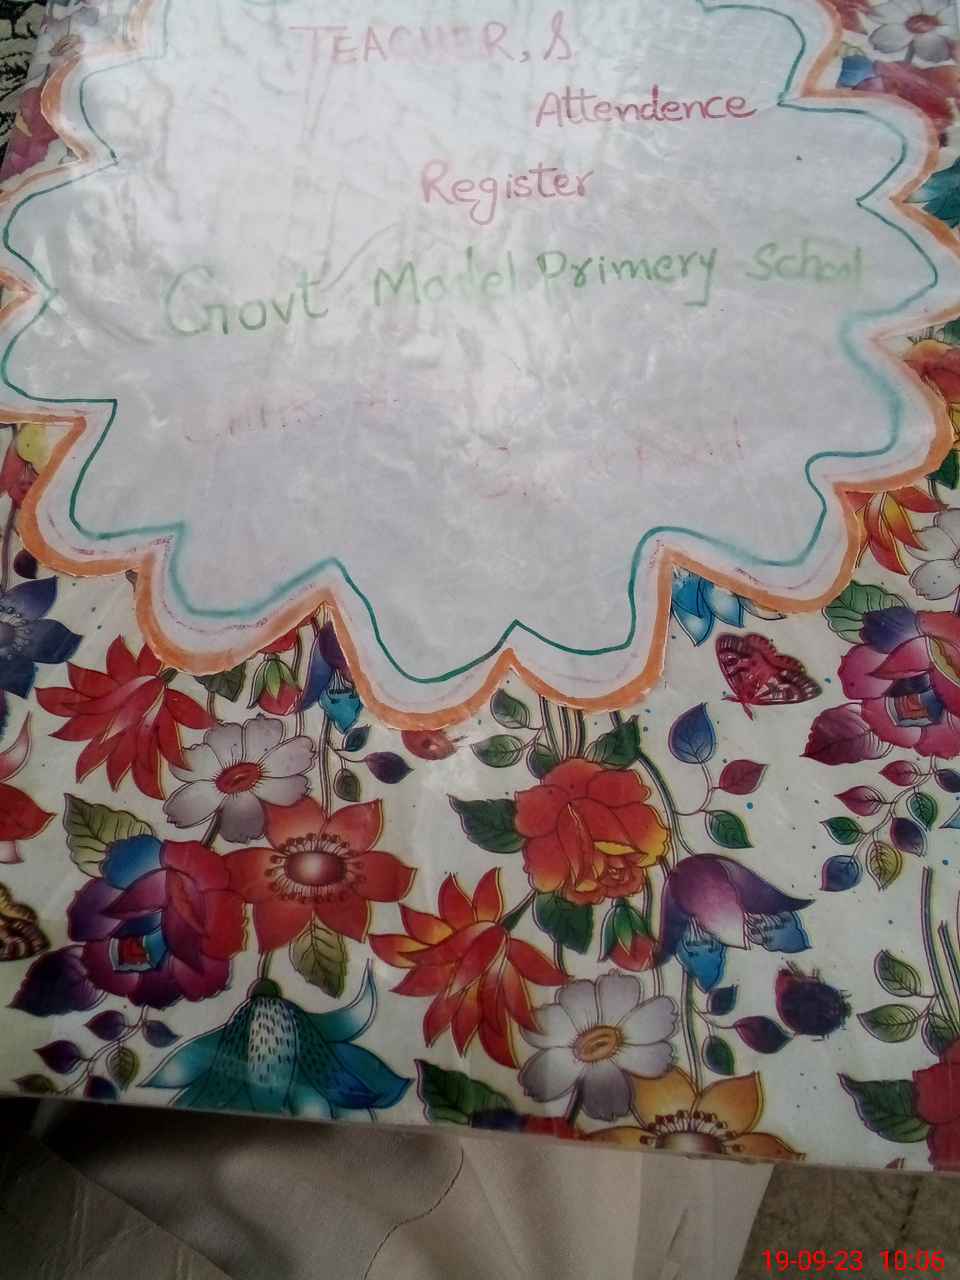 TEACHER,S
Attendence
Register
Govt Model Primery School
19-09-23 10:06